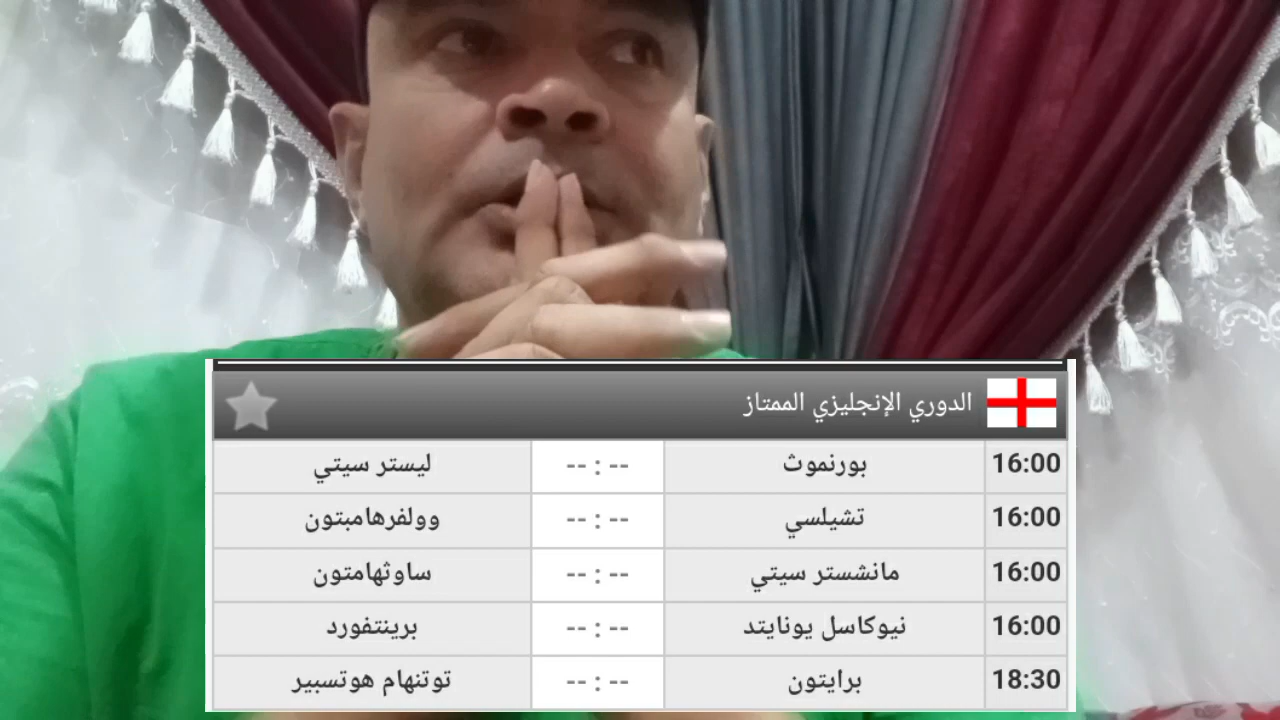 الدوري الإنجليزي الممتاز
16:00 بورنموث -- : -- ليستر سيتي
16:00 تشيلسي -- : -- وولفرهامبتون
16:00 مانشستر سيتي -- : -- ساوثهامتون
16:00 نيوكاسل يونايتد -- : -- برينتفورد
18:30 برايتون -- : -- توتنهام هوتسبير